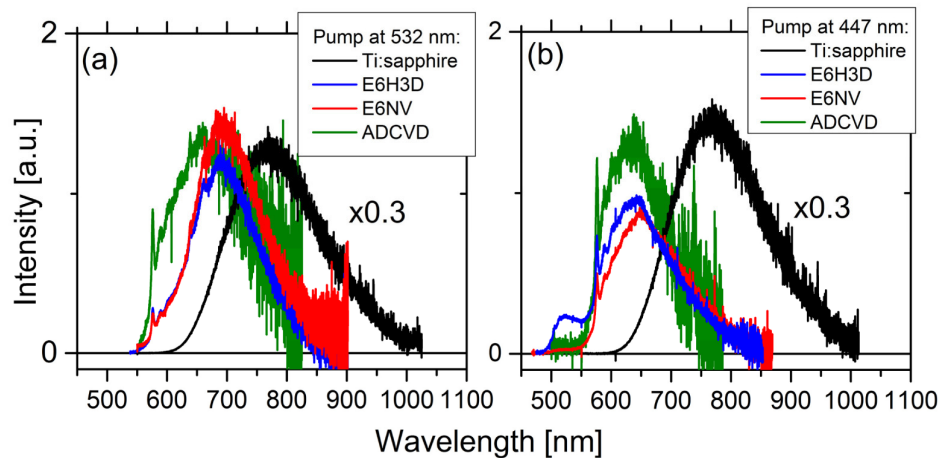 (a)
Pump at 532 nm:
Ti:sapphire
E6H3D
E6NV
ADCVD
x0.3
2
1
0
500 600 700 800 900 1000 1100
(b)
Pump at 447 nm:
Ti:sapphire
E6H3D
E6NV
ADCVD
x0.3
2
1
0
500 600 700 800 900 1000 1100
Intensity [a.u.]
Wavelength [nm]